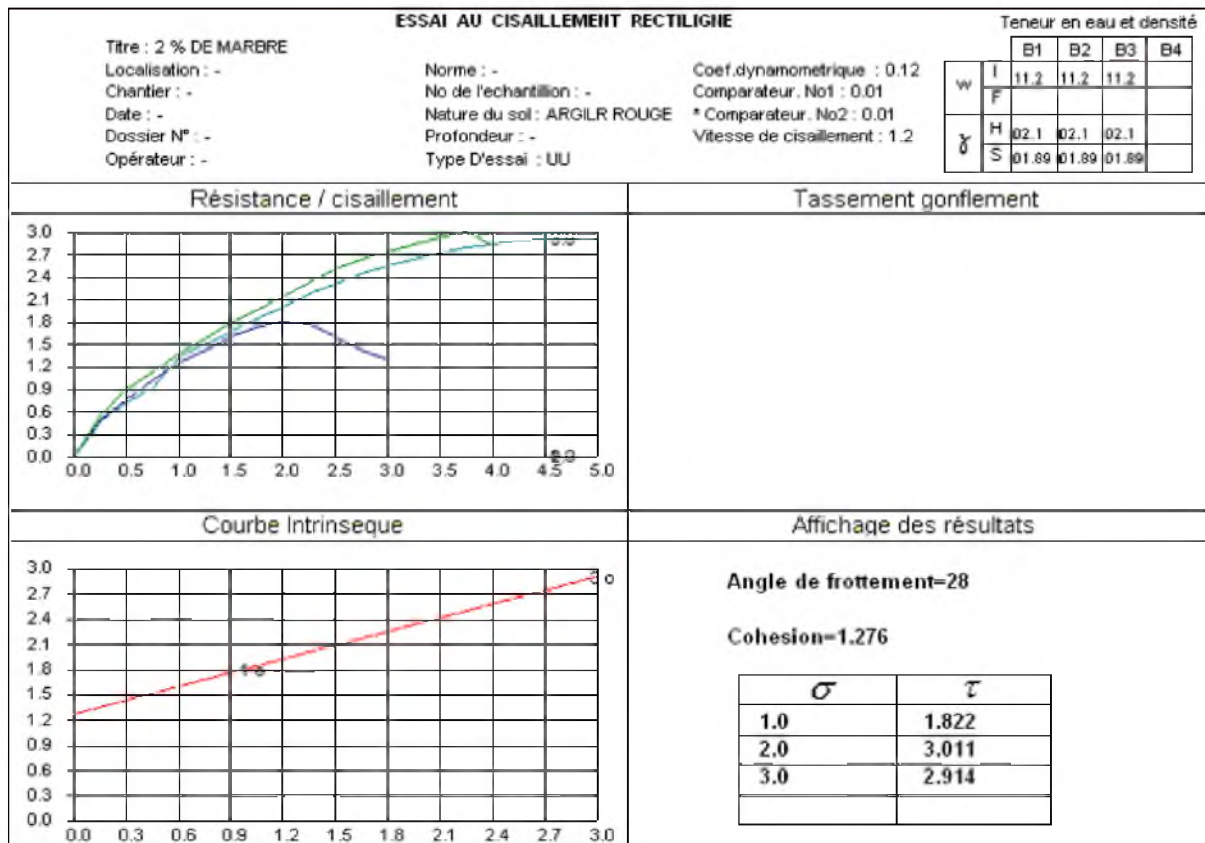 ESSAI AU CISAILLEMENT RECTILIGNE
Titre : 2 % DE MARBRE
Localisation : -
Chantier : -
Date : -
Dossier N° : -
Opérateur : -
Norme : -
No de l'echantillion : -
Nature du sol : ARGILR ROUGE
Profondeur : -
Type D'essai : UU
Coef.dynamometrique : 0.12
Comparateur. No1 : 0.01
* Comparateur. No2 : 0.01
Vitesse de cisaillement : 1.2
Teneur en eau et densité
B1 B2 B3 B4
w I 11.2 11.2 11.2
F
γ H 02.1 02.1 02.1
S 01.89 01.89 01.89
Résistance / cisaillement
3.0
2.7
2.4
2.1
1.8
1.5
1.2
0.9
0.6
0.3
0.0
0.0 0.5 1.0 1.5 2.0 2.5 3.0 3.5 4.0 4.5 5.0
Tassement gonflement
Courbe Intrinseque
3.0
2.7
2.4
2.1
1.8
1.5
1.2
0.9
0.6
0.3
0.0
0.0 0.3 0.6 0.9 1.2 1.5 1.8 2.1 2.4 2.7 3.0
Affichage des résultats
Angle de frottement=28
Cohesion=1.276
σ τ
1.0 1.822
2.0 3.011
3.0 2.914